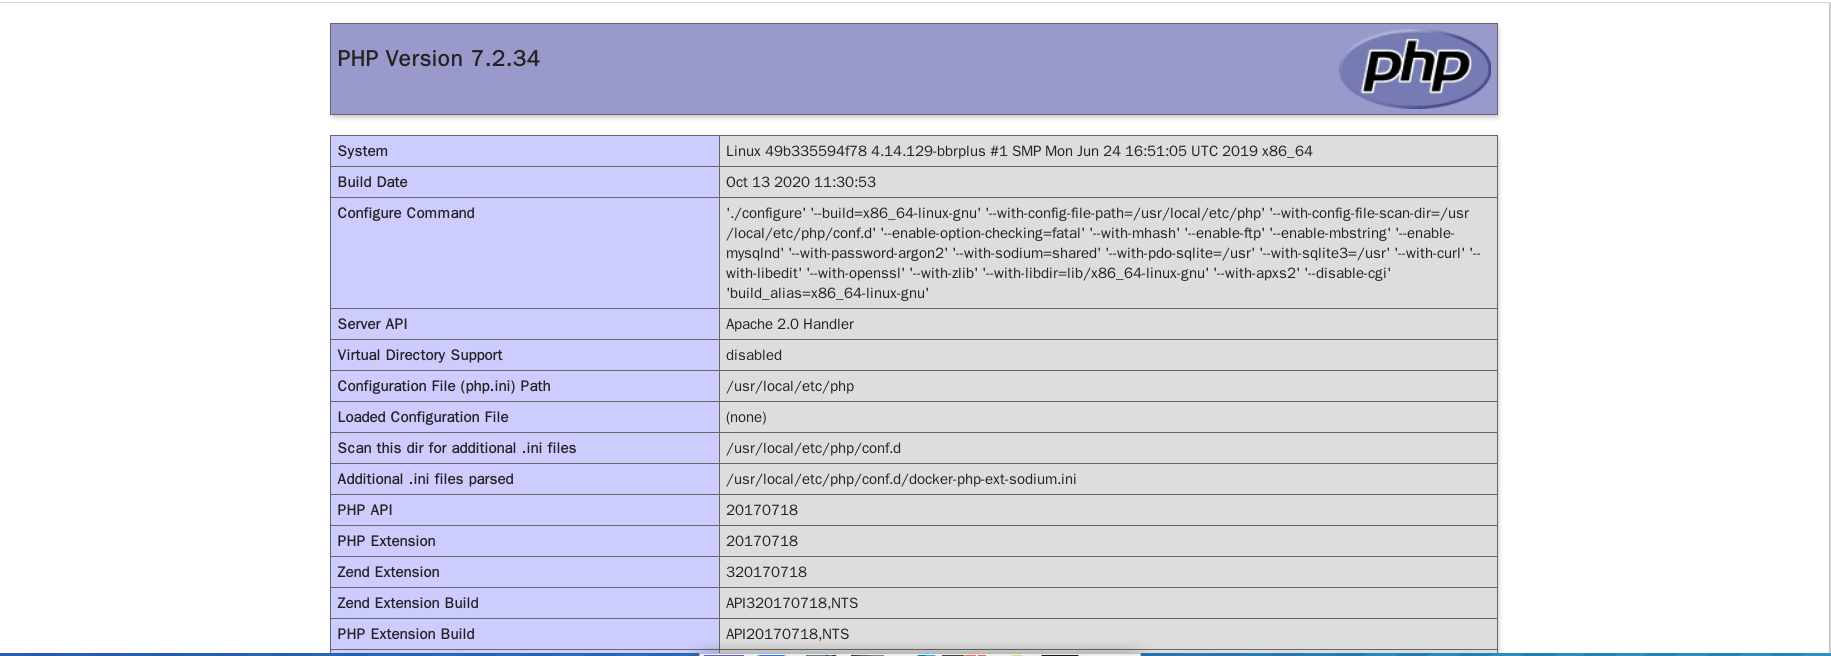 PHP Version 7.2.34
php
System Linux 49b335594f78 4.14.129-bbrplus #1 SMP Mon Jun 24 16:51:05 UTC 2019 x86_64
Build Date Oct 13 2020 11:30:53
Configure Command './configure' '--build=x86_64-linux-gnu' '--with-config-file-path=/usr/local/etc/php' '--with-config-file-scan-dir=/usr
/local/etc/php/conf.d' '--enable-option-checking=fatal' '--with-mhash' '--enable-ftp' '--enable-mbstring' '--enable-
mysqlnd' '--with-password-argon2' '--with-sodium=shared' '--with-pdo-sqlite=/usr' '--with-sqlite3=/usr' '--with-curl' '--
with-libedit' '--with-openssl' '--with-zlib' '--with-libdir=lib/x86_64-linux-gnu' '--with-apxs2' '--disable-cgi'
'build_alias=x86_64-linux-gnu'
Server API Apache 2.0 Handler
Virtual Directory Support disabled
Configuration File (php.ini) Path /usr/local/etc/php
Loaded Configuration File (none)
Scan this dir for additional .ini files /usr/local/etc/php/conf.d
Additional .ini files parsed /usr/local/etc/php/conf.d/docker-php-ext-sodium.ini
PHP API 20170718
PHP Extension 20170718
Zend Extension 320170718
Zend Extension Build API320170718,NTS
PHP Extension Build API20170718,NTS